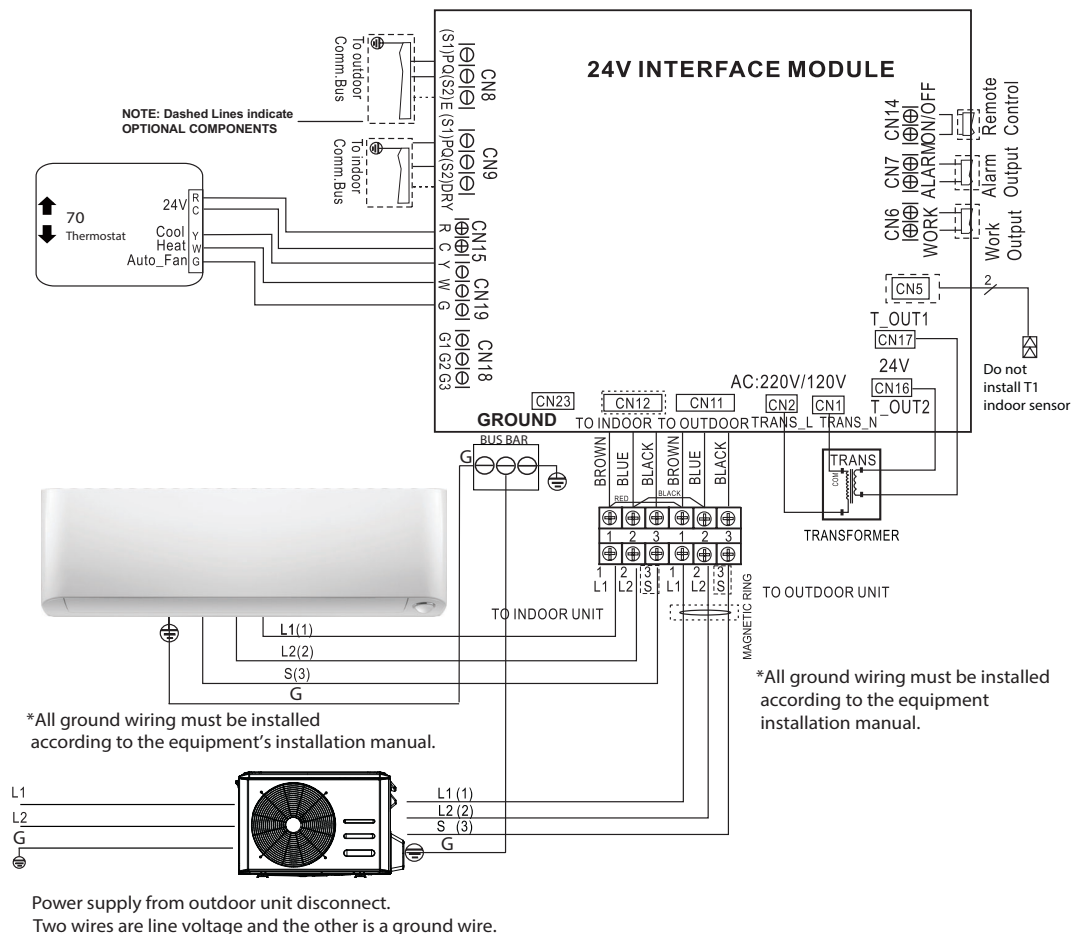 24V INTERFACE MODULE
(S1)PQ(S2)E
CN8
To outdoor
Comm.Bus
NOTE: Dashed Lines indicate
OPTIONAL COMPONENTS
(S1)PQ(S2)DRY
CN9
To indoor
Comm.Bus
70
Thermostat
24V
Cool
Heat
Auto_Fan
R
C
Y
W
G
R
C
Y
W
G
CN15
CN19
G1 G2 G3
CN18
CN14
ON/OFF
Remote
Control
CN7
ALARM
Alarm
Output
CN6
WORK
Work
Output
CN5
2
Do not
install T1
indoor sensor
T_OUT1
CN17
24V
CN16
T_OUT2
AC:220V/120V
CN2
CN1
TRANS_L
TRANS_N
CN23
CN12
CN11
TO INDOOR
TO OUTDOOR
GROUND
BUS BAR
G
BROWN
BLUE
BLACK
BROWN
BLUE
BLACK
RED
BLACK
1 2 3 1 2 3
1 2 3 1 2 3
L1 L2 S L1 L2 S
TRANS
COM
TRANSFORMER
TO INDOOR UNIT
TO OUTDOOR UNIT
MAGNETIC RING
L1(1)
L2(2)
S(3)
G
*All ground wiring must be installed
according to the equipment's installation manual.
*All ground wiring must be installed
according to the equipment
installation manual.
L1
L2
G
L1 (1)
L2 (2)
S (3)
G
Power supply from outdoor unit disconnect.
Two wires are line voltage and the other is a ground wire.